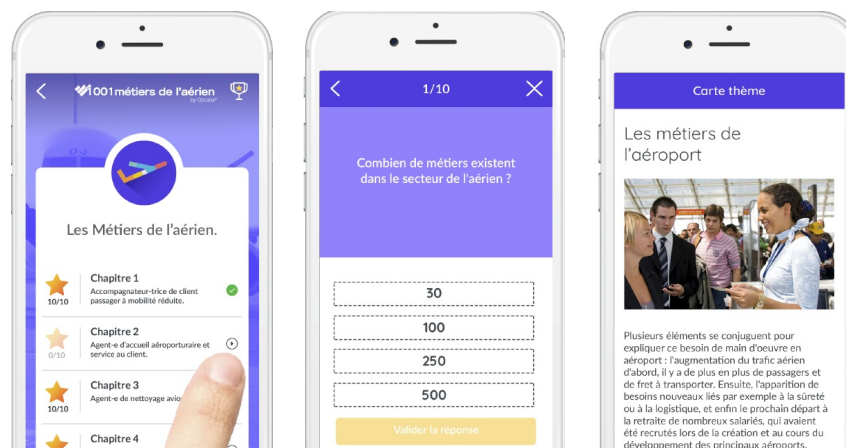 1001métiers de l'aérien
by Upcale
Les Métiers de l'aérien.
10/10
Chapitre 1
Accompagnateur-trice de client
passager à mobilité réduite.
0/10
Chapitre 2
Agent-e d'accueil aéroporturaire et
service au client.
10/10
Chapitre 3
Agent-e de nettoyage
Chapitre 4
1/10
Combien de métiers existent
dans le secteur de l'aérien ?
30
100
250
500
Valider la réponse
Carte thème
Les métiers de
l'aéroport
Plusieurs éléments se conjuguent pour
expliquer ce besoin de main d'oeuvre en
aéroport : l'augmentation du trafic aérien
d'abord, il y a de plus en plus de passagers et
de fret à transporter. Ensuite, l'apparition de
besoins nouveaux liés par exemple à la sûreté
ou à la logistique, et enfin le prochain départ à
la retraite de nombreux salariés, qui avaient
été recrutés lors de la création et au cours du
développement des principaux aéroports.